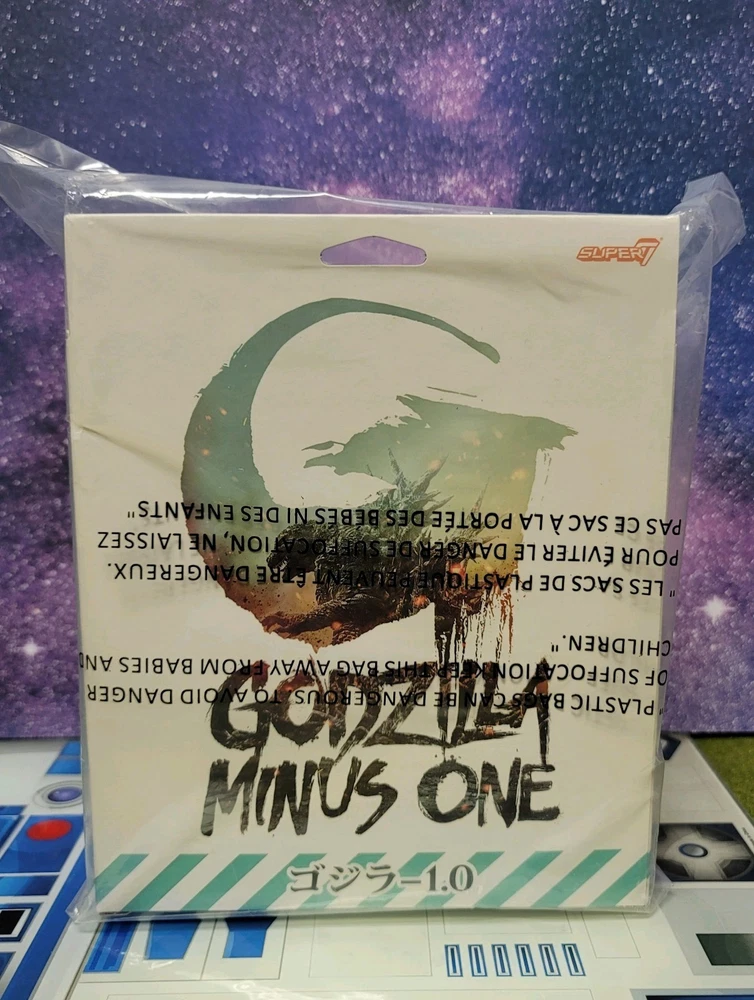 SUPER7
"PLASTIC BAGS CAN BE DANGEROUS. TO AVOID DANGER
OF SUFFOCATION KEEP THIS BAG AWAY FROM BABIES AND
CHILDREN."
"LES SACS DE PLASTIQUE PEUVENT ÊTRE DANGEREUX.
POUR ÉVITER LE DANGER DE SUFFOCATION, NE LAISSEZ
PAS CE SAC À LA PORTÉE DES BÉBÉS NI DES ENFANTS"
GODZILLA
MINUS ONE
ゴジラ-1.0